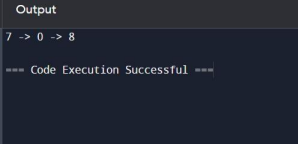 Output
7 -> 0 -> 8
=== Code Execution Successful ===